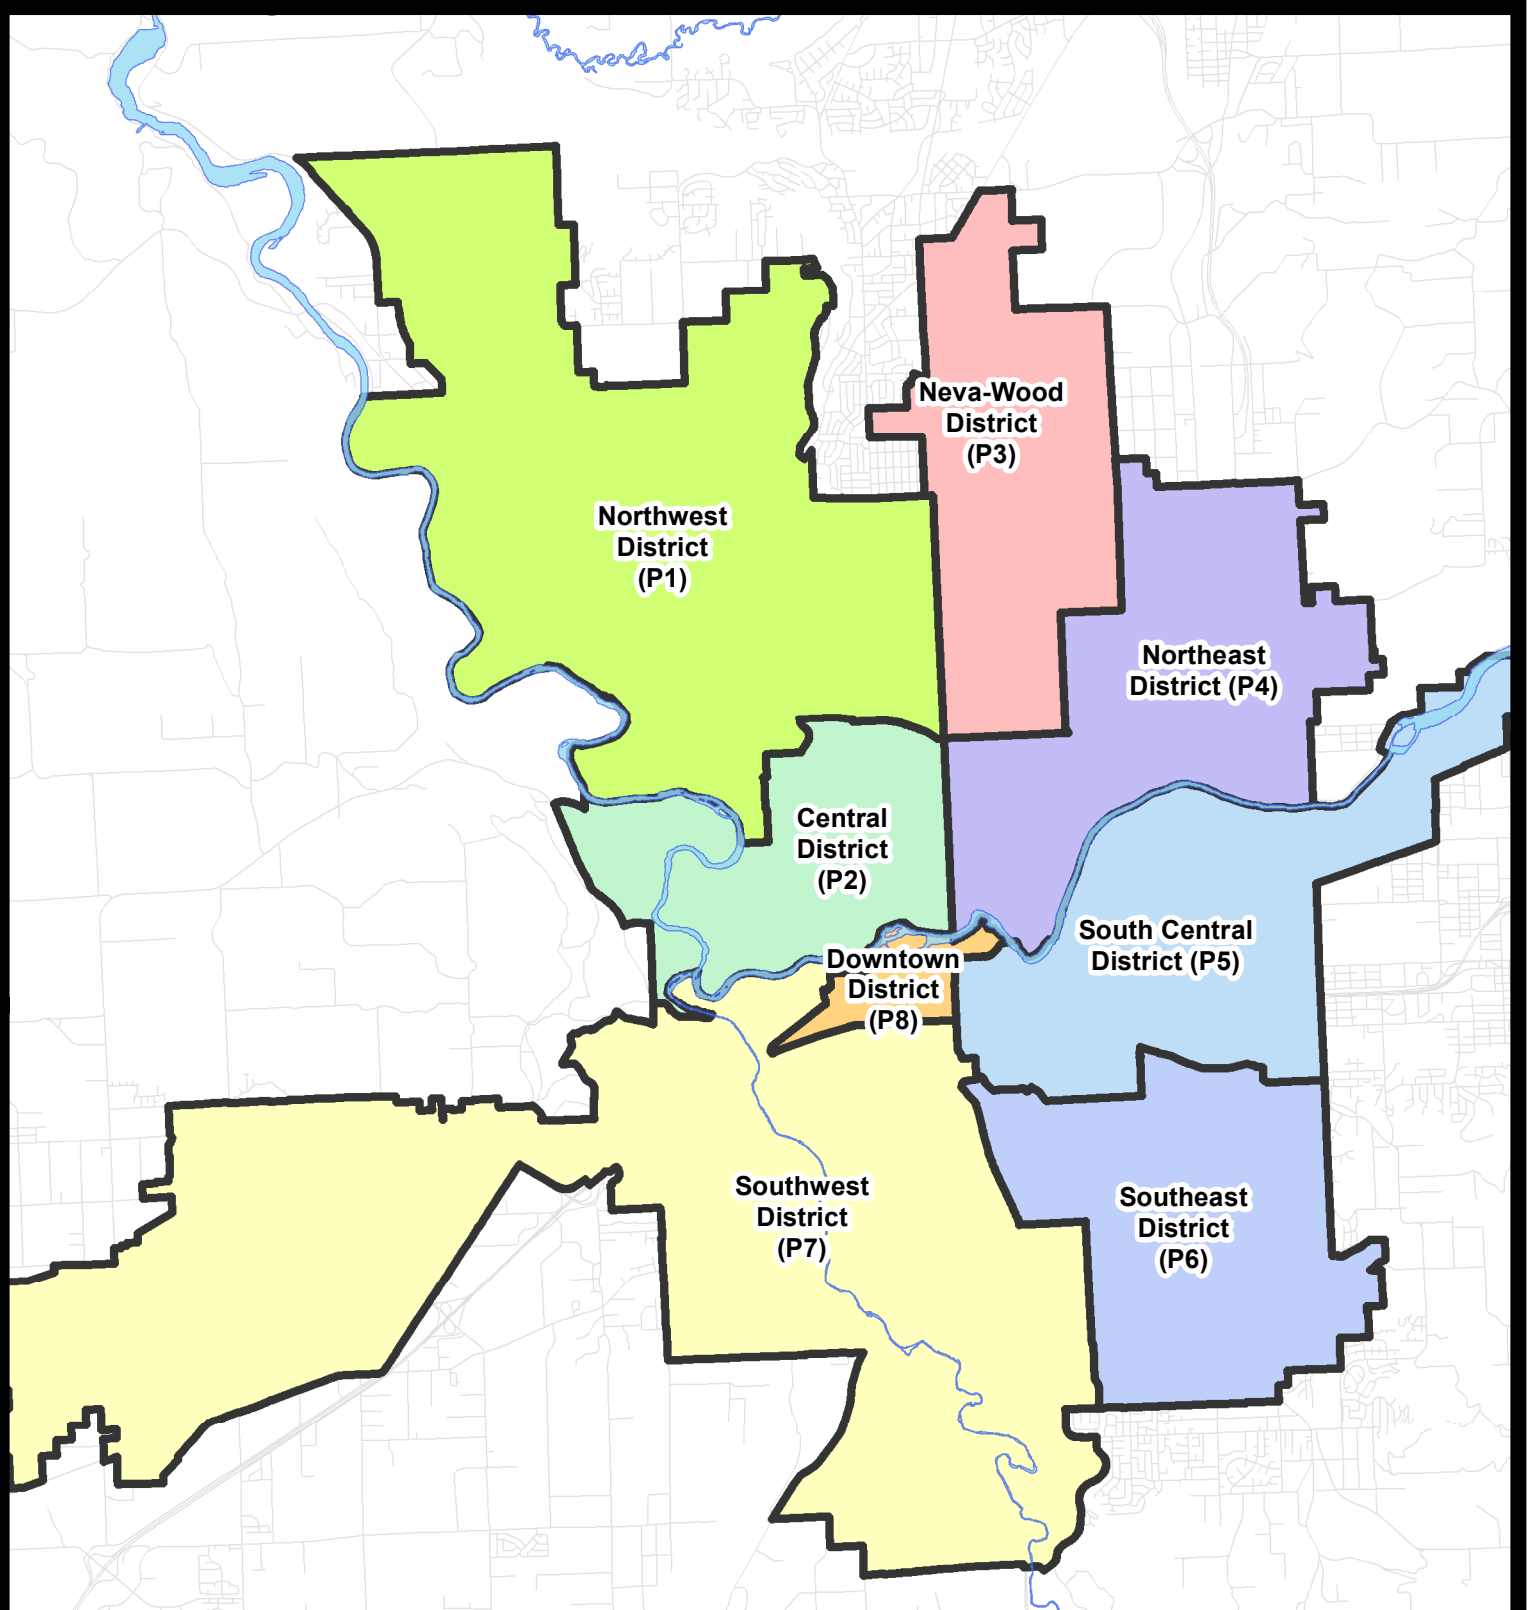 Neva-Wood
District
(P3)
Northwest
District
(P1)
Northeast
District (P4)
Central
District
(P2)
South Central
District (P5)
Downtown
District
(P8)
Southwest
District
(P7)
Southeast
District
(P6)